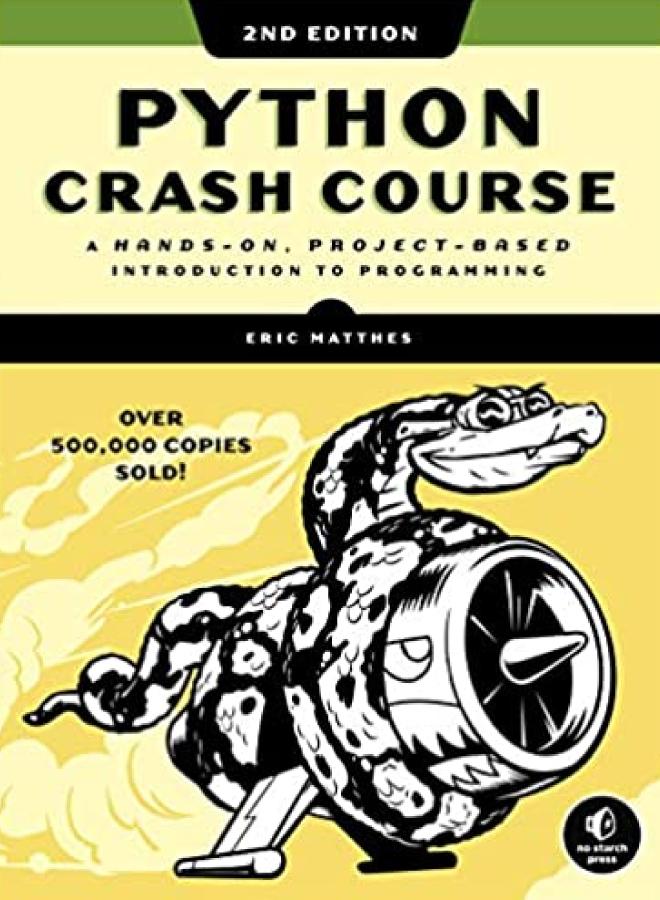 2ND EDITION
PYTHON
CRASH COURSE
A HANDS-ON, PROJECT-BASED
INTRODUCTION TO PROGRAMMING
ERIC MATTHES
OVER
500,000 COPIES
SOLD!
no starch
press